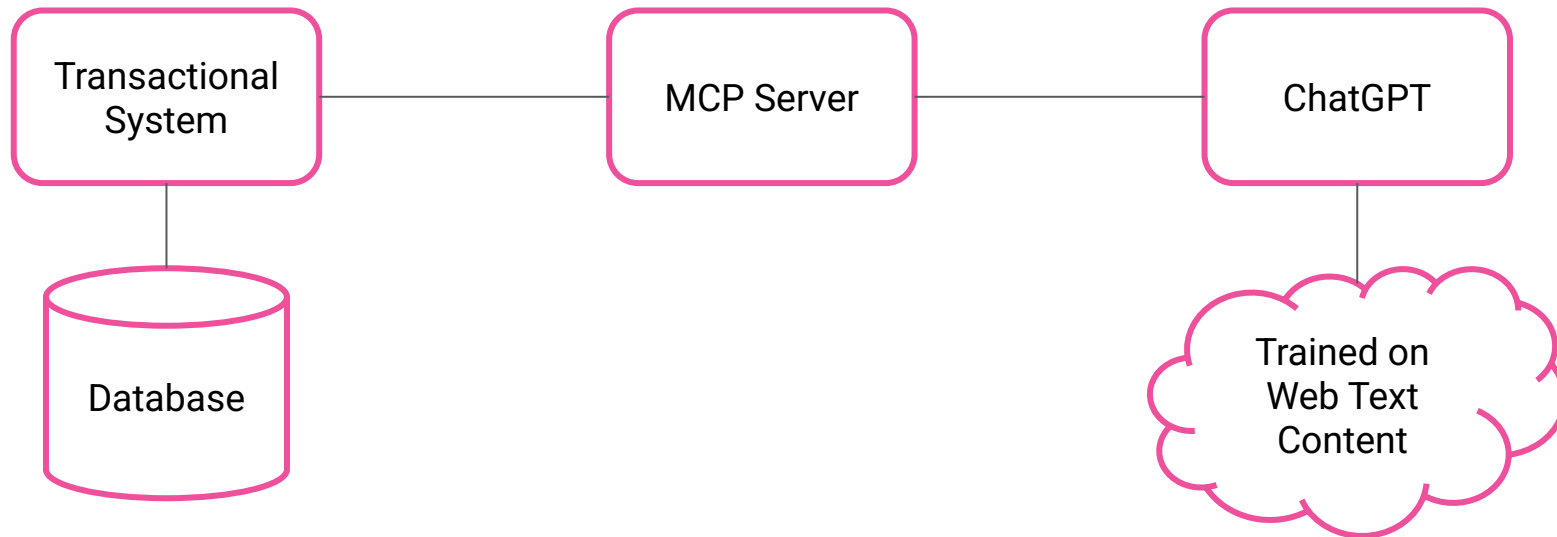 Transactional
System
MCP Server
ChatGPT
Database
Trained on
Web Text
Content